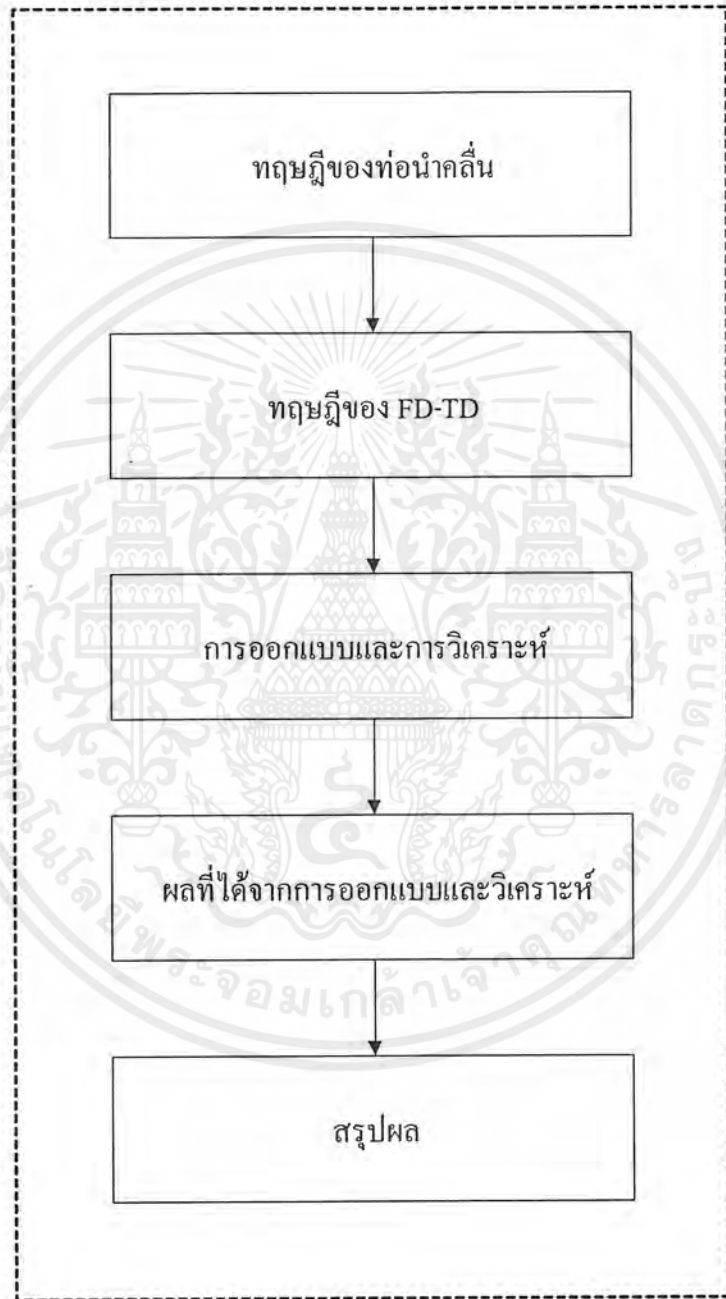 ทฤษฎีของท่อนำคลื่น
ทฤษฎีของ FD-TD
การออกแบบและการวิเคราะห์
ผลที่ได้จากการออกแบบและวิเคราะห์
สรุปผล